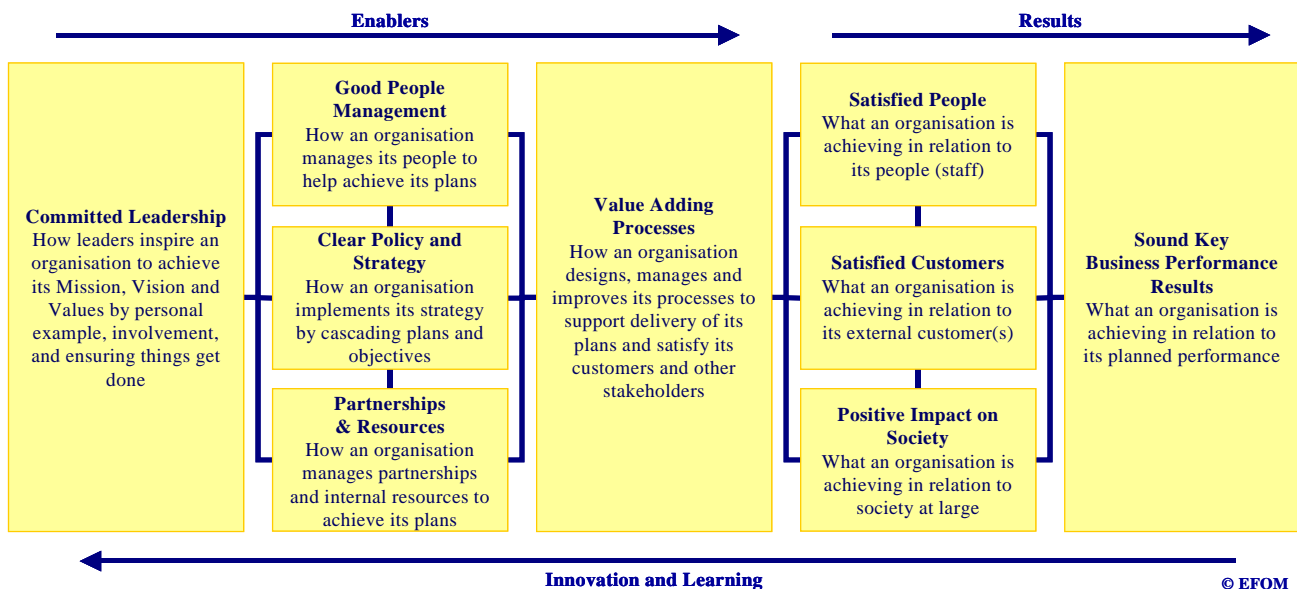 Enablers
Results
Committed Leadership
How leaders inspire an
organisation to achieve
its Mission, Vision and
Values by personal
example, involvement,
and ensuring things get
done
Good People
Management
How an organisation
manages its people to
help achieve its plans
Clear Policy and
Strategy
How an organisation
implements its strategy
by cascading plans and
objectives
Partnerships
& Resources
How an organisation
manages partnerships
and internal resources to
achieve its plans
Value Adding
Processes
How an organisation
designs, manages and
improves its processes to
support delivery of its
plans and satisfy its
customers and other
stakeholders
Satisfied People
What an organisation is
achieving in relation to
its people (staff)
Satisfied Customers
What an organisation is
achieving in relation to
its external customer(s)
Positive Impact on
Society
What an organisation is
achieving in relation to
society at large
Sound Key
Business Performance
Results
What an organisation is
achieving in relation to
its planned performance
Innovation and Learning
© EFOM